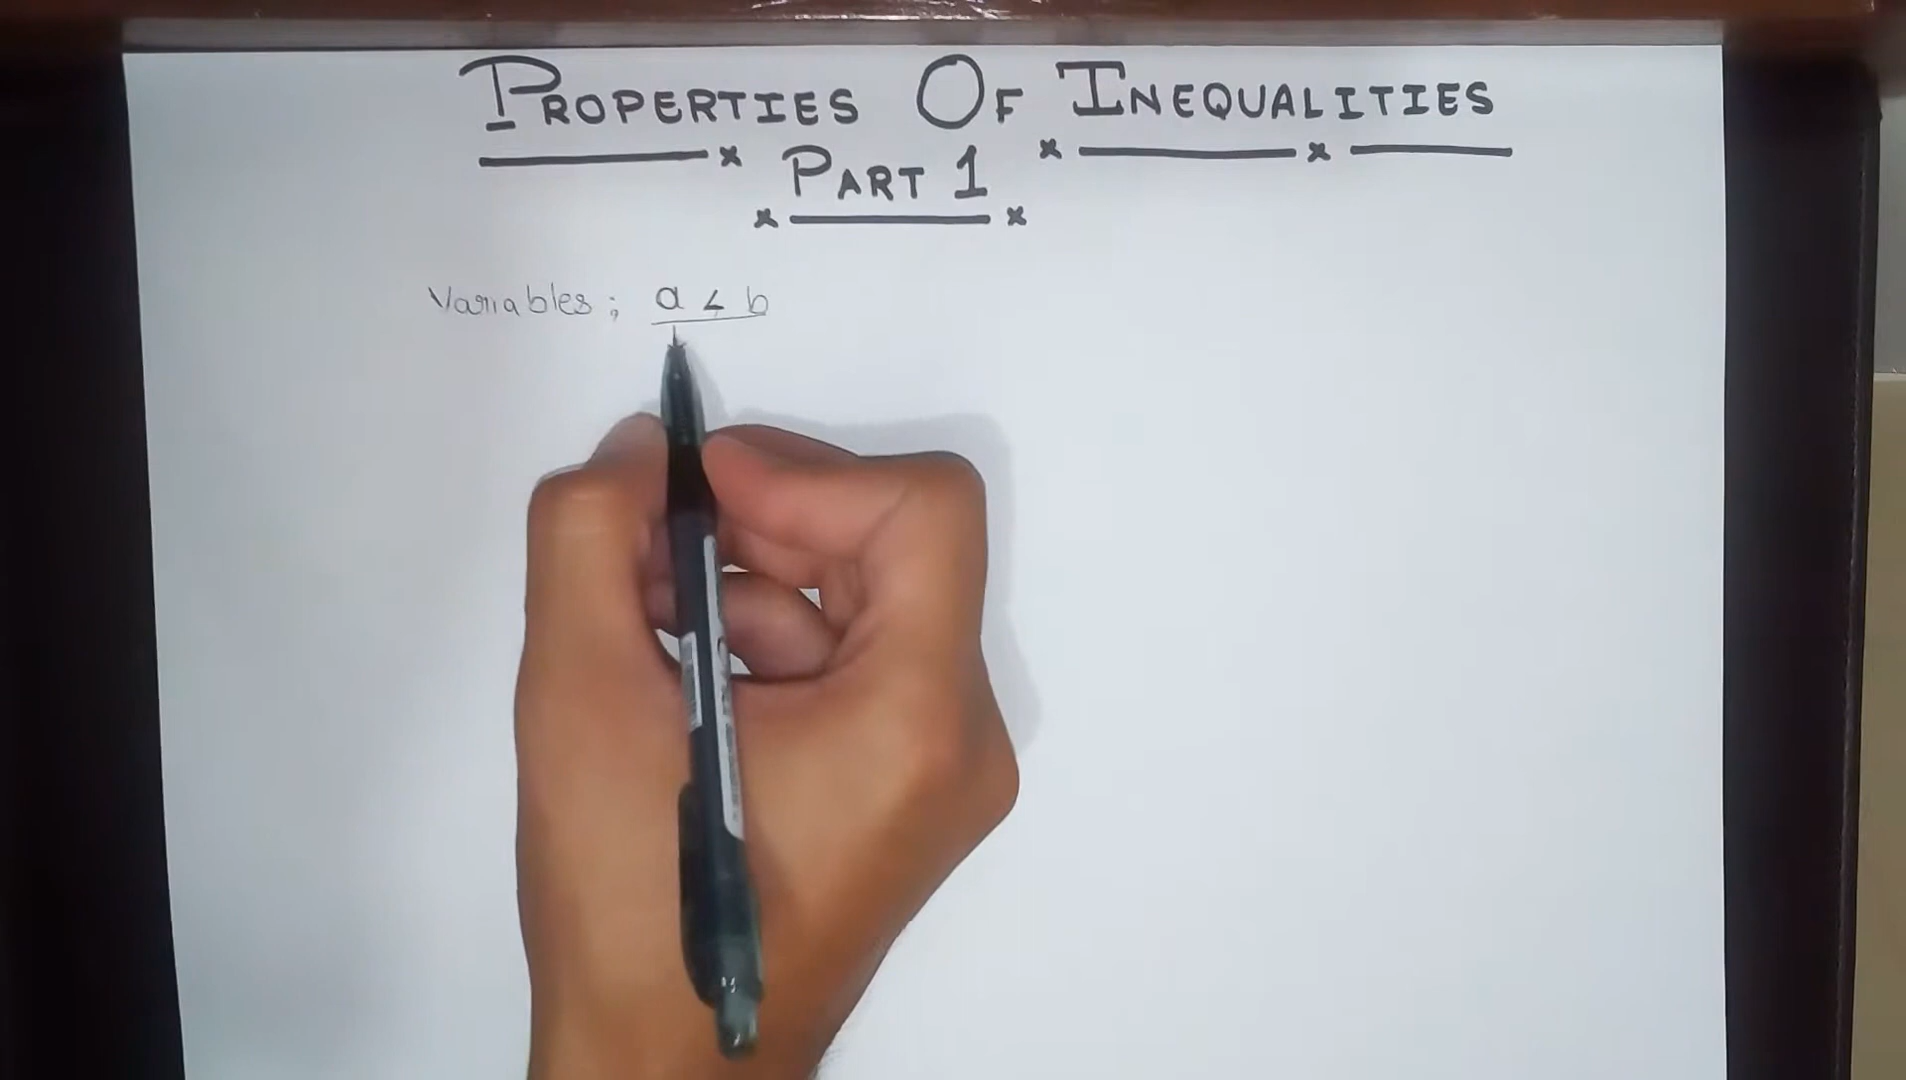 PROPERTIES OF INEQUALITIES
PART 1
Variables ; a < b